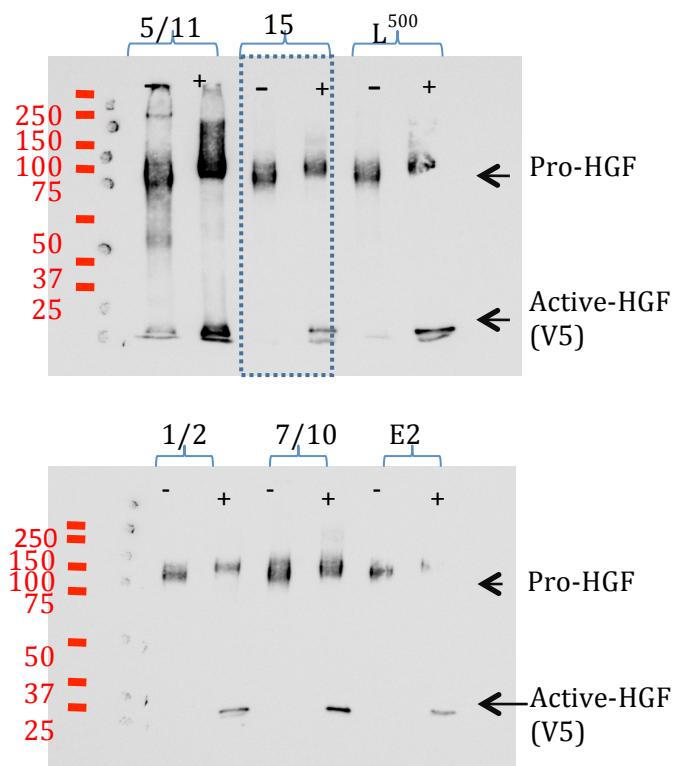 5/11 15 L⁵⁰⁰
+ - + - +
250
150
100
75
50
37
25
Pro-HGF
Active-HGF
(V5)
1/2 7/10 E2
- + - + - +
250
150
100
75
50
37
25
Pro-HGF
Active-HGF
(V5)